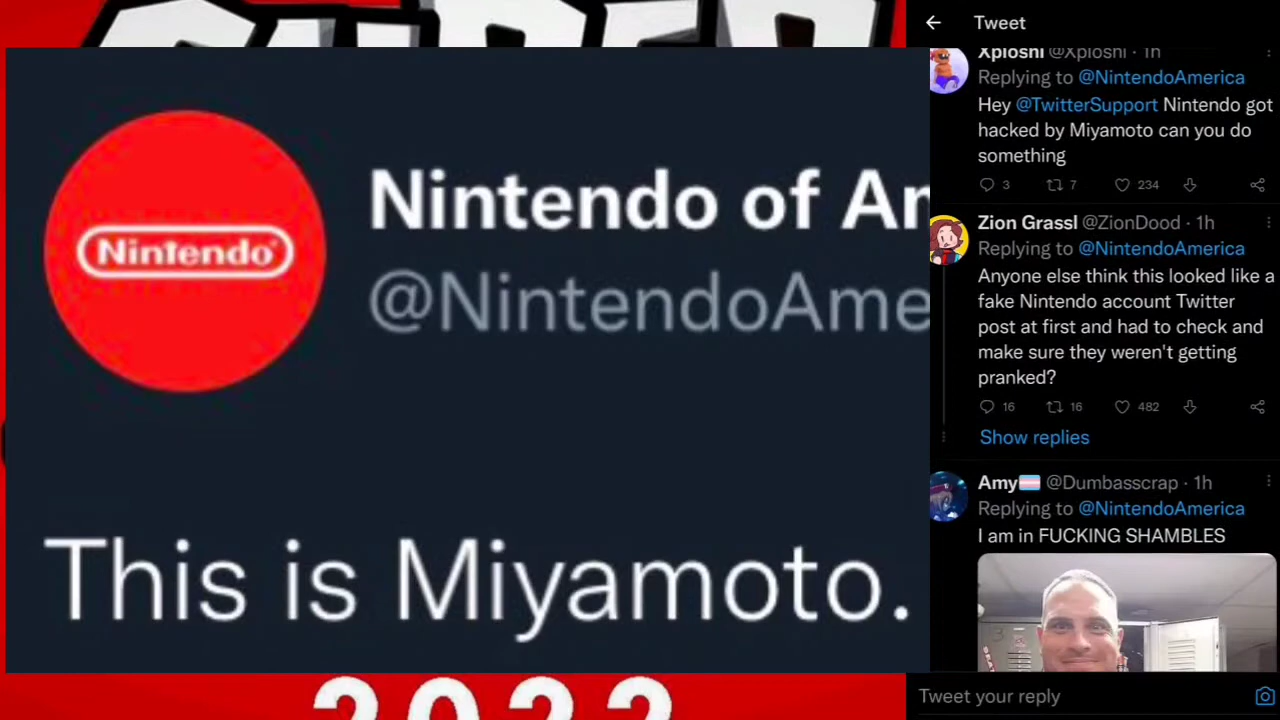 SUPER
Nintendo
Nintendo of Am
@NintendoAme
This is Miyamoto.
2022
Tweet
Xploshi @Xploshi · 1h
Replying to @NintendoAmerica
Hey @TwitterSupport Nintendo got
hacked by Miyamoto can you do
something
3 7 234
Zion Grassl @ZionDood · 1h
Replying to @NintendoAmerica
Anyone else think this looked like a
fake Nintendo account Twitter
post at first and had to check and
make sure they weren't getting
pranked?
16 16 482
Show replies
Amy @Dumbasscrap · 1h
Replying to @NintendoAmerica
I am in FUCKING SHAMBLES
Tweet your reply